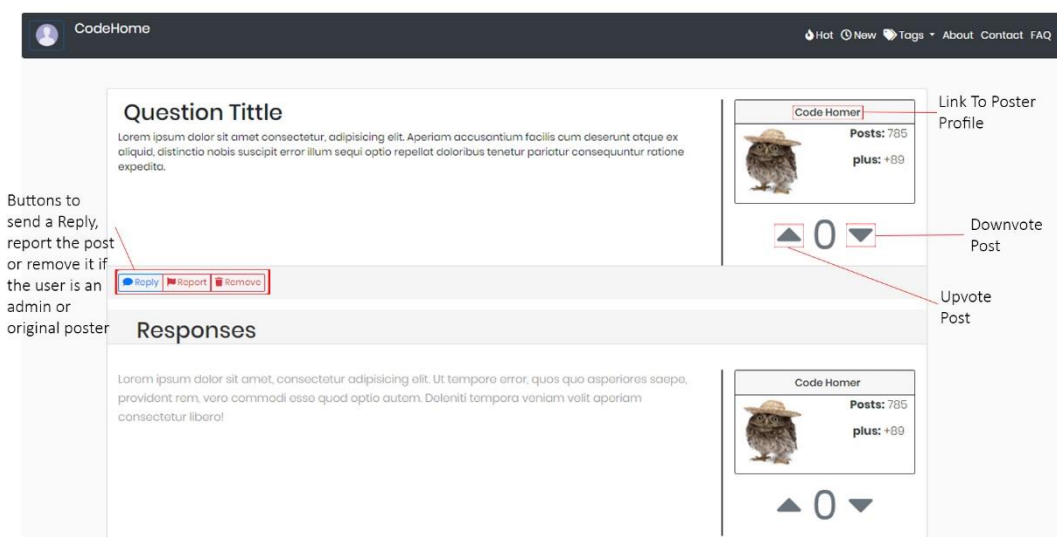 CodeHome
Hot New Tags About Contact FAQ
Question Tittle
Lorem ipsum dolor sit amet consectetur, adipisicing elit. Aperiam accusantium facilis cum deserunt atque ex
aliquid, distinctio nobis suscipit error illum sequi optio repellat doloribus tenetur pariatur consequuntur ratione
expedita.
Code Homer
Posts: 785
plus: +89
Link To Poster
Profile
0
Downvote
Post
Upvote
Post
Buttons to
send a Reply,
report the post
or remove it if
the user is an
admin or
original poster
Reply Report Remove
Responses
Lorem ipsum dolor sit amet, consectetur adipisicing elit. Ut tempore error, quos quo asperiores saepe,
provident rem, vero commodi esse quod optio autem. Deleniti tempora veniam velit aperiam
consectetur libero!
Code Homer
Posts: 785
plus: +89
0